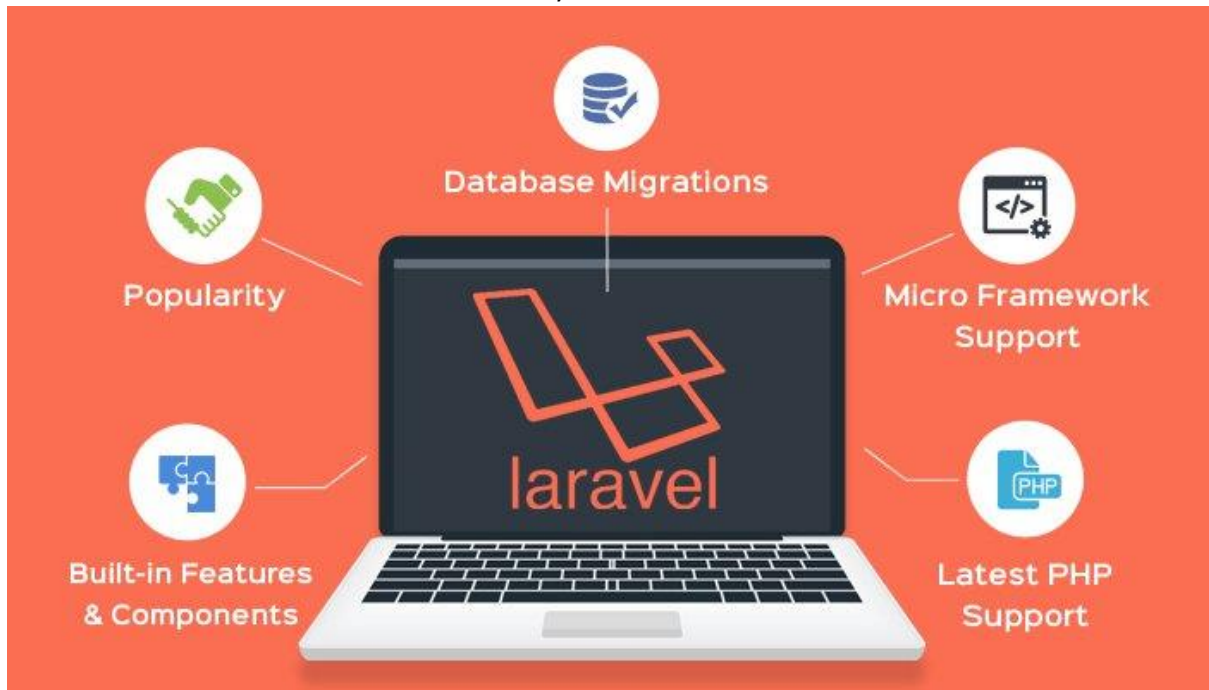 Database Migrations
Popularity
Micro Framework
Support
</>
laravel
PHP
Built-in Features
& Components
Latest PHP
Support